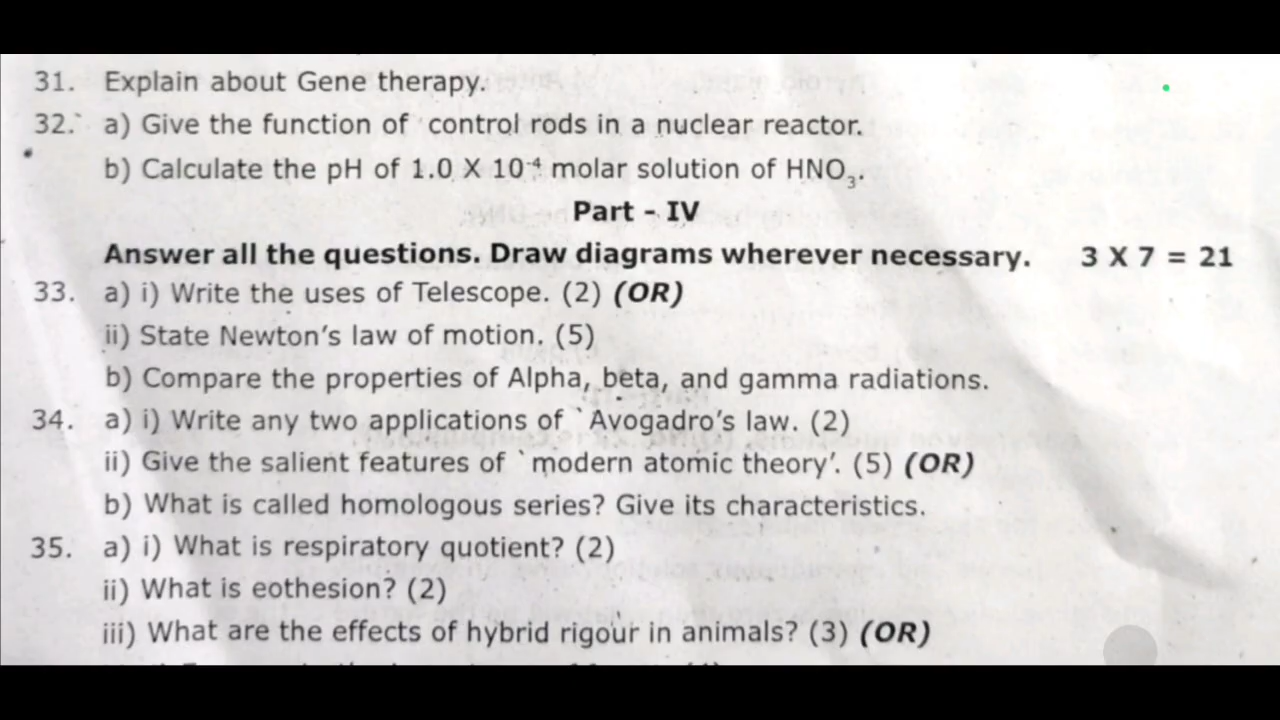 31. Explain about Gene therapy.
32. a) Give the function of control rods in a nuclear reactor.
b) Calculate the pH of 1.0 X 10⁻⁴ molar solution of HNO₃.
Part - IV
Answer all the questions. Draw diagrams wherever necessary. 3 X 7 = 21
33. a) i) Write the uses of Telescope. (2) (OR)
ii) State Newton's law of motion. (5)
b) Compare the properties of Alpha, beta, and gamma radiations.
34. a) i) Write any two applications of `Avogadro's law. (2)
ii) Give the salient features of `modern atomic theory'. (5) (OR)
b) What is called homologous series? Give its characteristics.
35. a) i) What is respiratory quotient? (2)
ii) What is eothesion? (2)
iii) What are the effects of hybrid rigour in animals? (3) (OR)